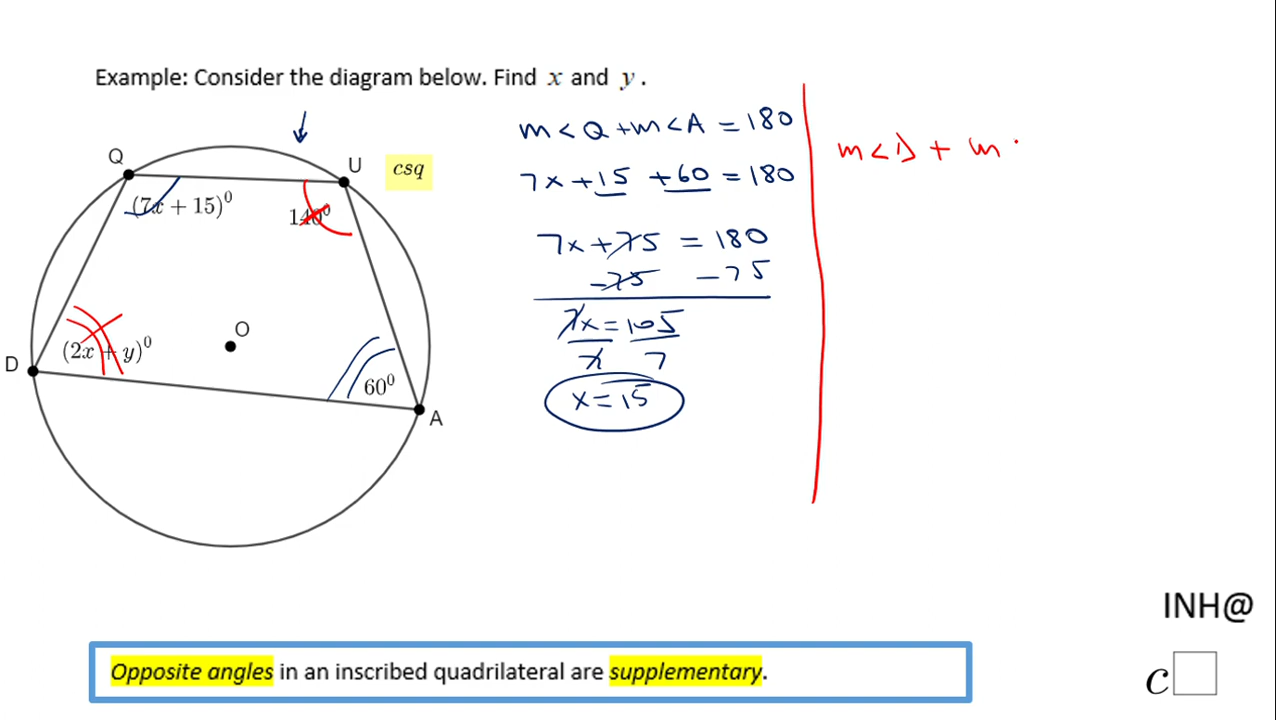 Example: Consider the diagram below. Find x and y.
Q
U
csq
(7x + 15)⁰
140⁰
O
D
(2x + y)⁰
60⁰
A
m<Q + m<A = 180
7x + 15 + 60 = 180
7x + 75 = 180
-75 -75
7x = 105
7 7
x = 15
m<D + m
INH@
Opposite angles in an inscribed quadrilateral are supplementary.
c